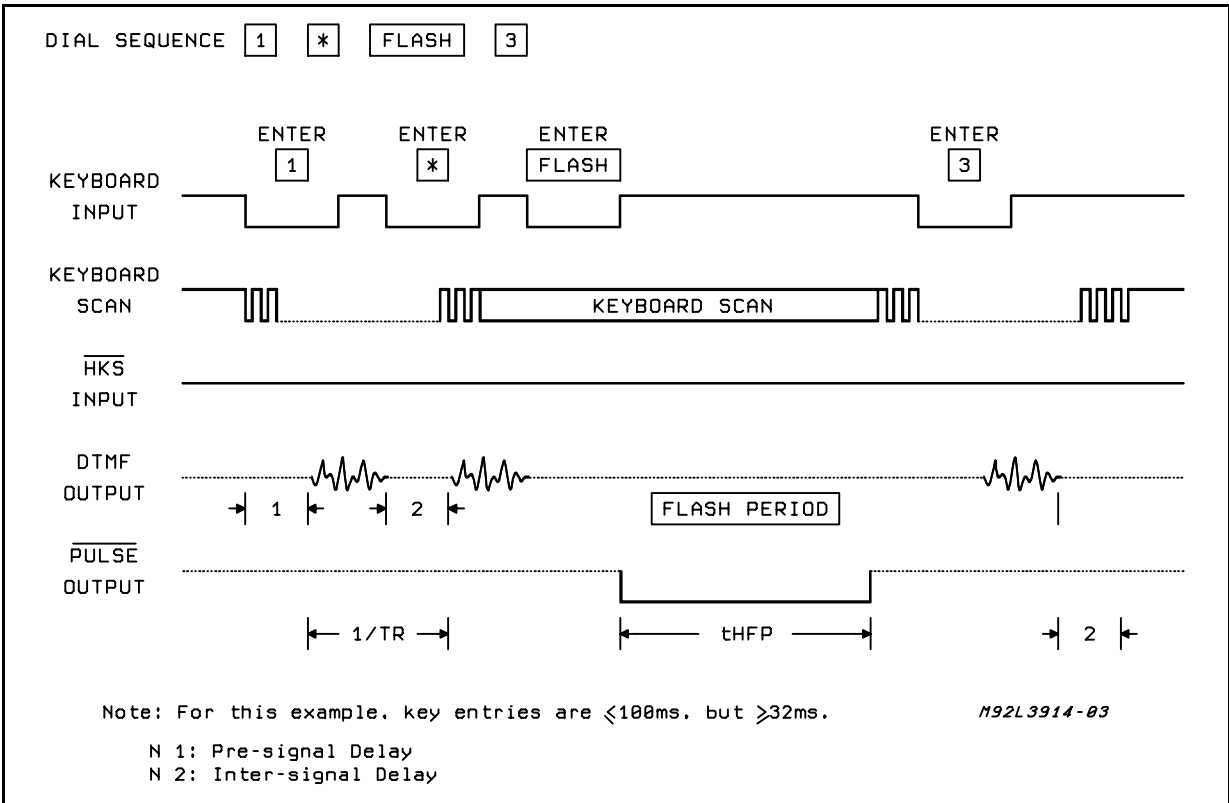 DIAL SEQUENCE 1 * FLASH 3
ENTER ENTER ENTER ENTER
1 * FLASH 3
KEYBOARD
INPUT
KEYBOARD
SCAN
KEYBOARD SCAN
HKS
INPUT
DTMF
OUTPUT
1 2 FLASH PERIOD
PULSE
OUTPUT
1/TR tHFP 2
Note: For this example. key entries are ⩽100ms. but ⩾32ms. M92L3914-03
N 1: Pre-signal Delay
N 2: Inter-signal Delay